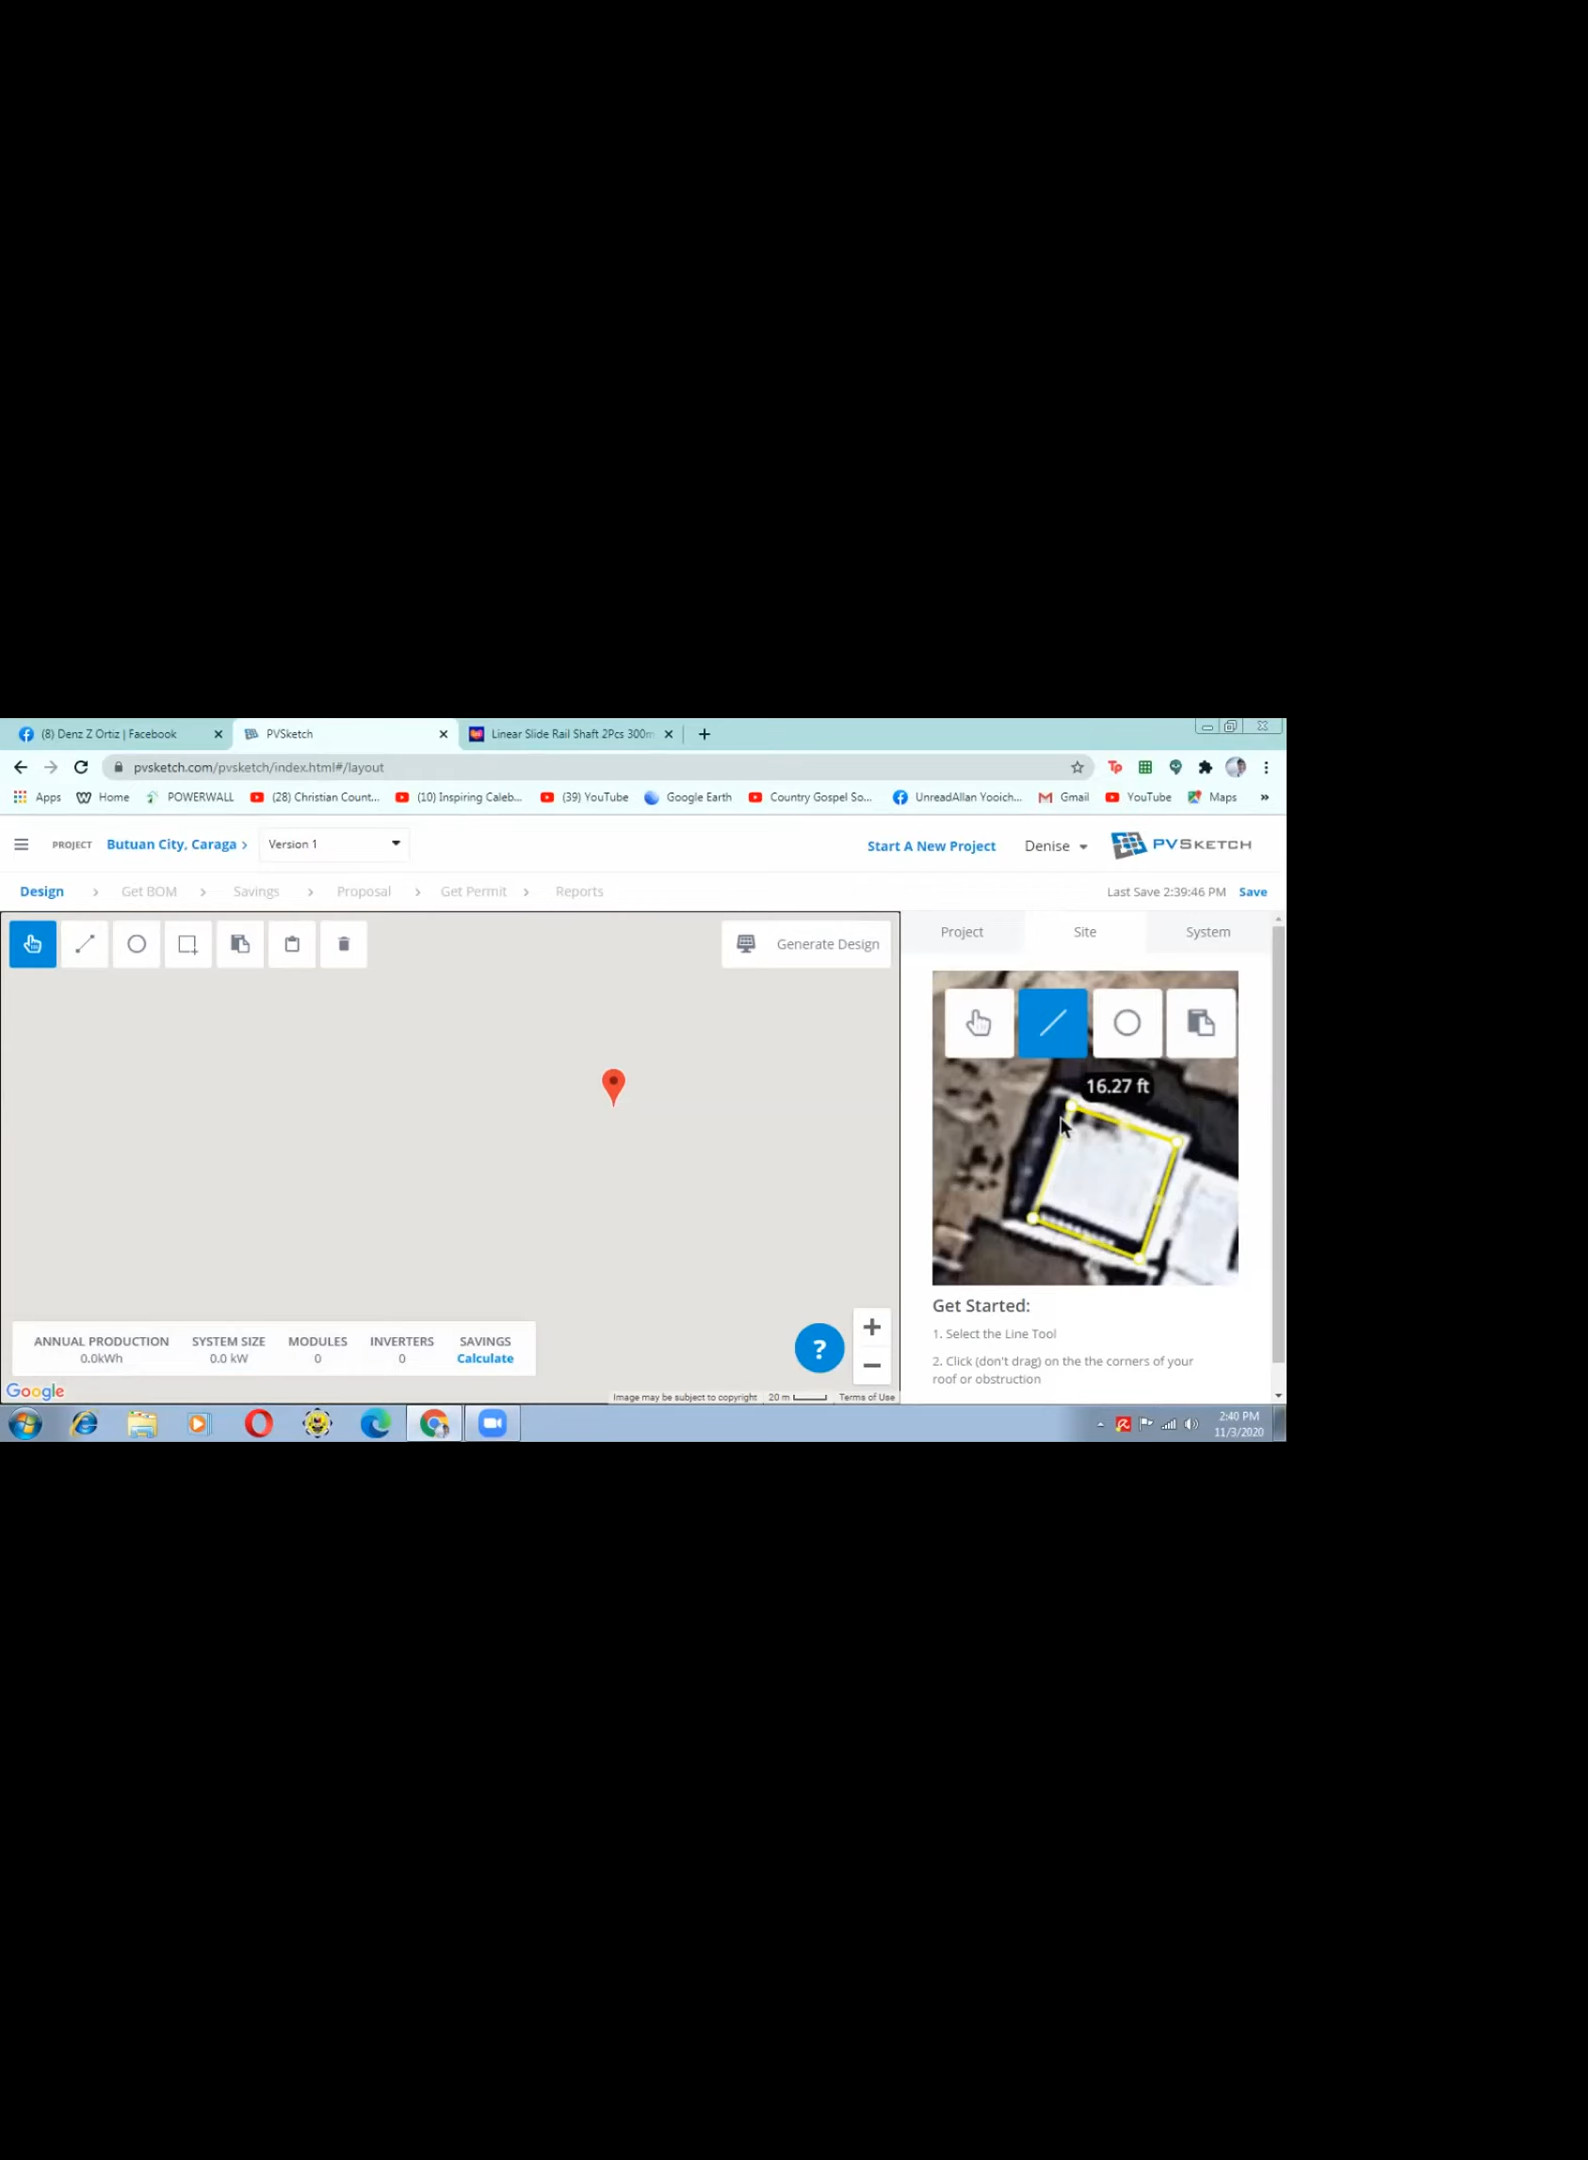 (8) Denz Z Ortiz | Facebook
PVSketch
Linear Slide Rail Shaft 2Pcs 300m
pvsketch.com/pvsketch/index.html#/layout
Apps
Home
POWERWALL
(28) Christian Count...
(10) Inspiring Caleb...
(39) YouTube
Google Earth
Country Gospel So...
UnreadAllan Yooich...
Gmail
YouTube
Maps
PROJECT
Butuan City, Caraga >
Version 1
Start A New Project
Denise
PVSKETCH
Design > Get BOM > Savings > Proposal > Get Permit > Reports
Last Save 2:39:46 PM Save
Generate Design
Project
Site
System
16.27 ft
Get Started:
1. Select the Line Tool
2. Click (don't drag) on the the corners of your
roof or obstruction
ANNUAL PRODUCTION
0.0kWh
SYSTEM SIZE
0.0 kW
MODULES
0
INVERTERS
0
SAVINGS
Calculate
?
Google
Image may be subject to copyright
20 m
Terms of Use
2:40 PM
11/3/2020